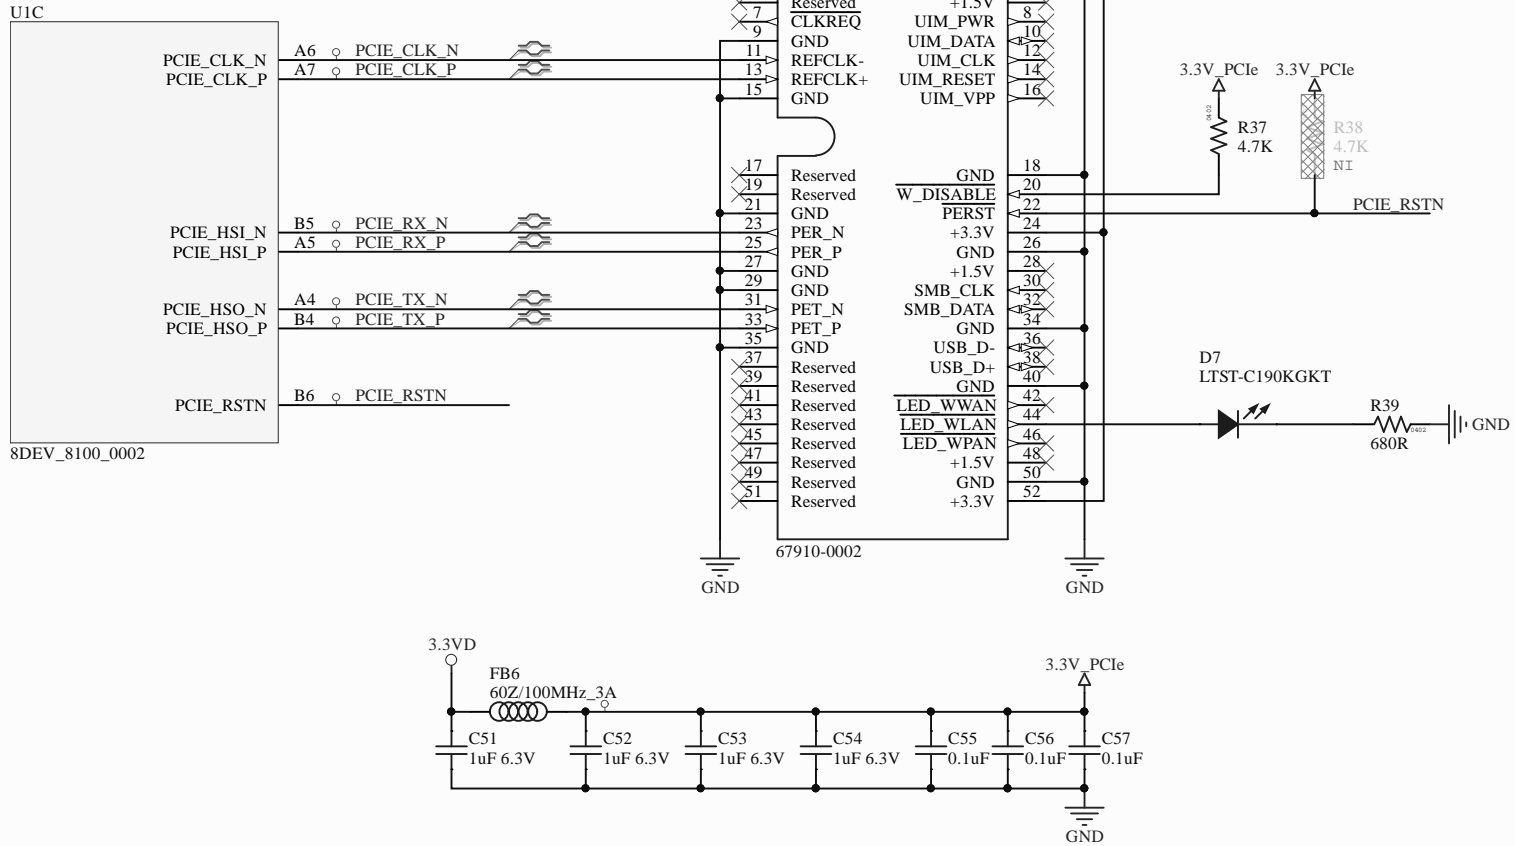 U1C
PCIE_CLK_N A6 PCIE_CLK_N
PCIE_CLK_P A7 PCIE_CLK_P
PCIE_HSI_N B5 PCIE_RX_N
PCIE_HSI_P A5 PCIE_RX_P
PCIE_HSO_N A4 PCIE_TX_N
PCIE_HSO_P B4 PCIE_TX_P
PCIE_RSTN B6 PCIE_RSTN
8DEV_8100_0002
Reserved +1.5V
7 CLKREQ UIM_PWR 8
9 GND UIM_DATA 10
11 REFCLK- UIM_CLK 12
13 REFCLK+ UIM_RESET 14
15 GND UIM_VPP 16
17 Reserved GND 18
19 Reserved W_DISABLE 20
21 GND PERST 22
23 PER_N +3.3V 24
25 PER_P GND 26
27 GND +1.5V 28
29 GND SMB_CLK 30
31 PET_N SMB_DATA 32
33 PET_P GND 34
35 GND USB_D- 36
37 Reserved USB_D+ 38
39 Reserved GND 40
41 Reserved LED_WWAN 42
43 Reserved LED_WLAN 44
45 Reserved LED_WPAN 46
47 Reserved +1.5V 48
49 Reserved GND 50
51 Reserved +3.3V 52
67910-0002
GND
GND
3.3V_PCIe 3.3V_PCIe
0402
R37
4.7K
R38
4.7K
NI
PCIE_RSTN
D7
LTST-C190KGKT
R39
0402
680R
GND
3.3VD
FB6
60Z/100MHz_3A
3.3V_PCIe
C51 C52 C53 C54 C55 C56 C57
1uF 6.3V 1uF 6.3V 1uF 6.3V 1uF 6.3V 0.1uF 0.1uF 0.1uF
GND